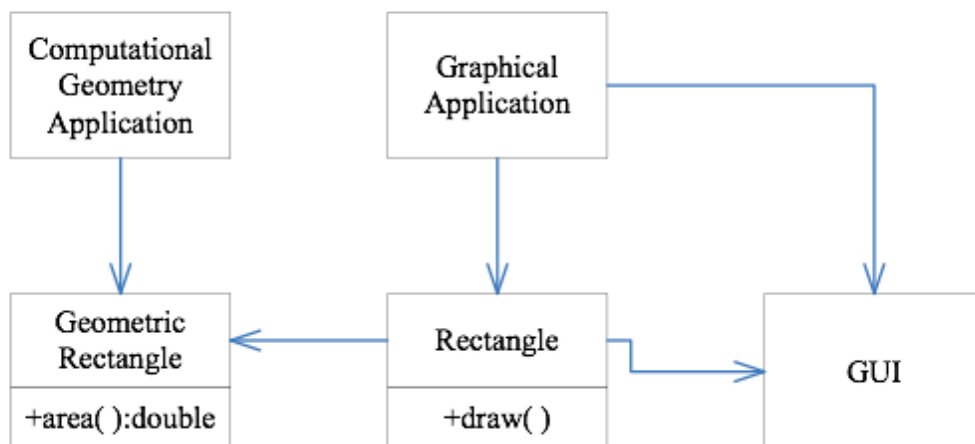 Computational
Geometry
Application
Graphical
Application
Geometric
Rectangle
+area( ):double
Rectangle
+draw( )
GUI